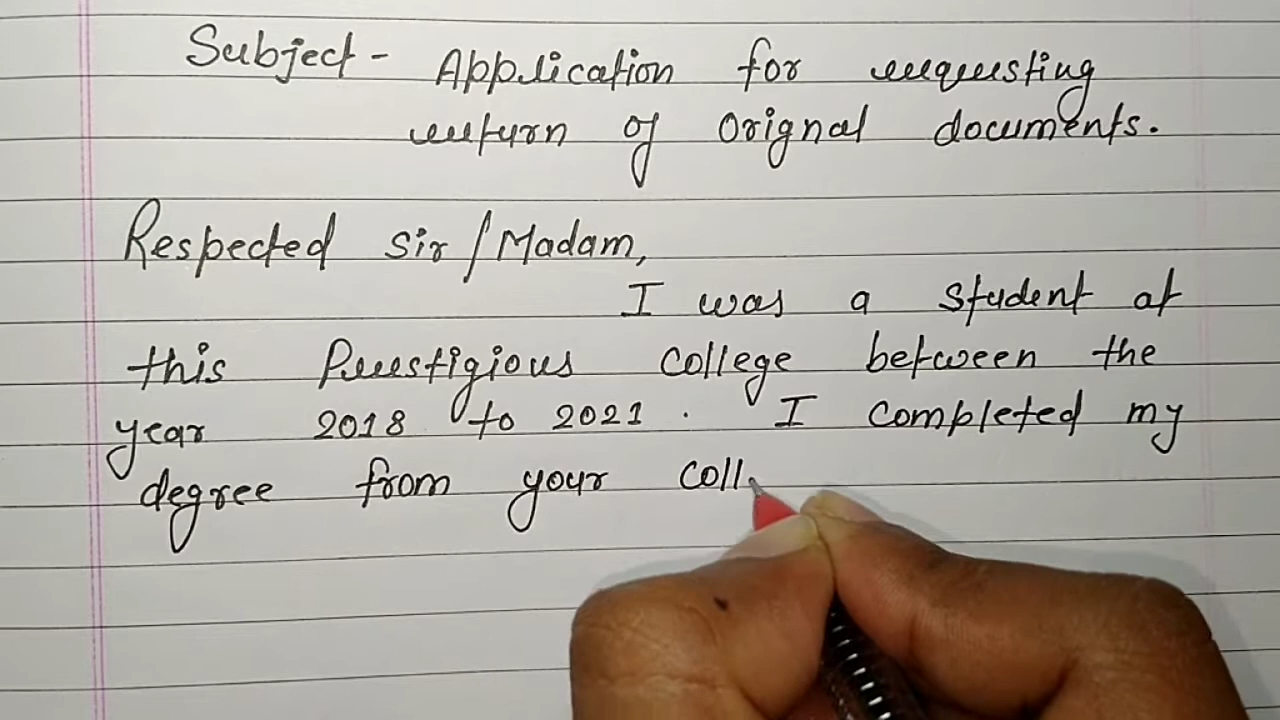 Subject - Application for requesting
return of Orignal documents.
Respected Sir/Madam,
I was a student at
this Prestigious college between the
year 2018 to 2021. I completed my
degree from your coll